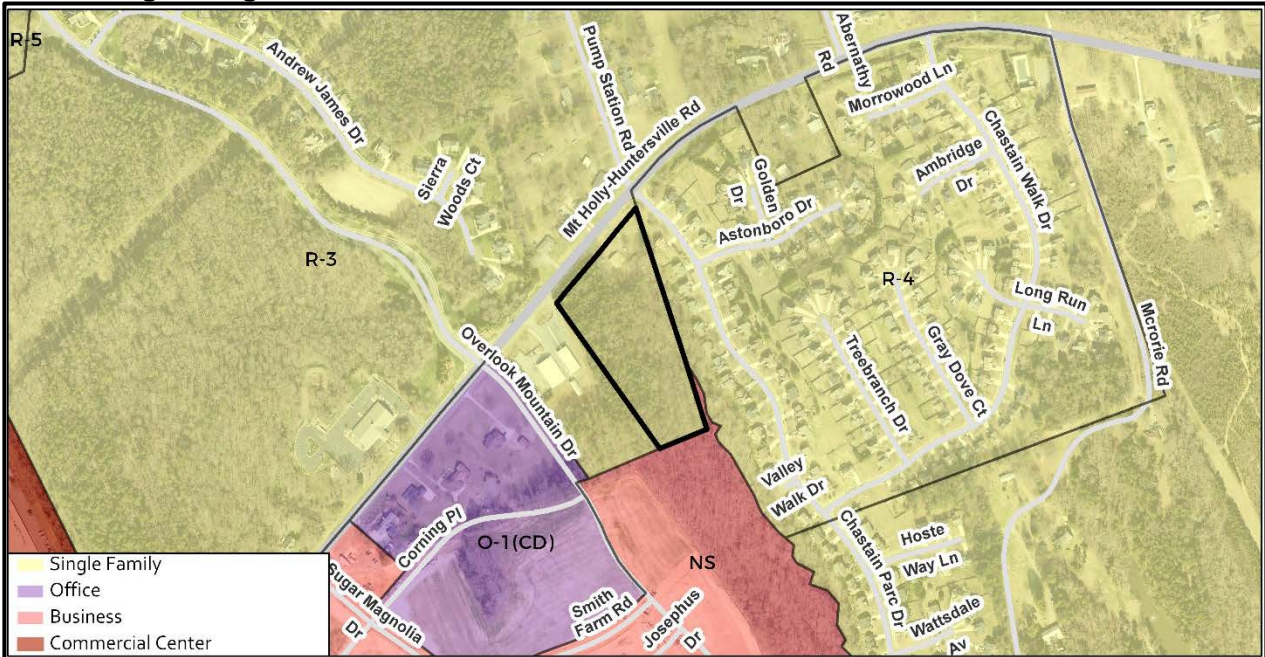 R-5
Andrew James Dr
Sierra
Woods Ct
Pump Station Rd
Mt Holly-Huntersville Rd
Abernathy
Rd
Morrowood Ln
Chastain Walk Dr
Ambridge
Dr
Golden
Dr
Astonboro Dr
R-3
R-4
Long Run
Ln
Mcrorie Rd
Gray Dove Ct
Treebranch Dr
Overlook Mountain Dr
Valley
Walk Dr
Corning Pl
O-1(CD)
NS
Chastain Parc Dr
Hoste
Way Ln
Wattsdale
Av
Smith
Farm Rd
Josephus
Dr
Sugar Magnolia
Dr
Single Family
Office
Business
Commercial Center